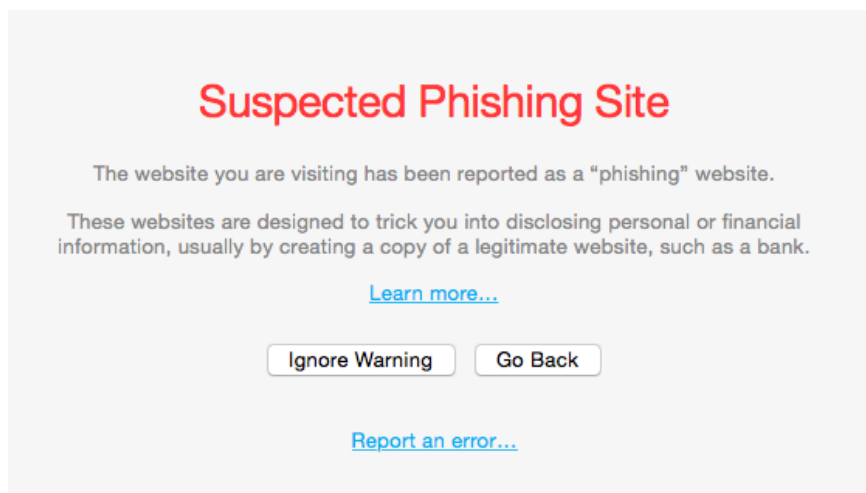 Suspected Phishing Site
The website you are visiting has been reported as a “phishing” website.
These websites are designed to trick you into disclosing personal or financial
information, usually by creating a copy of a legitimate website, such as a bank.
Learn more...
Ignore Warning
Go Back
Report an error...